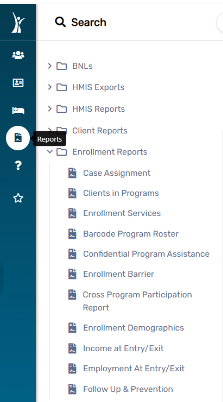 Search
BNLs
HMIS Exports
HMIS Reports
Client Reports
Reports
Enrollment Reports
Case Assignment
Clients in Programs
Enrollment Services
Barcode Program Roster
Confidential Program Assistance
Enrollment Barrier
Cross Program Participation
Report
Enrollment Demographics
Income at Entry/Exit
Employment At Entry/Exit
Follow Up & Prevention